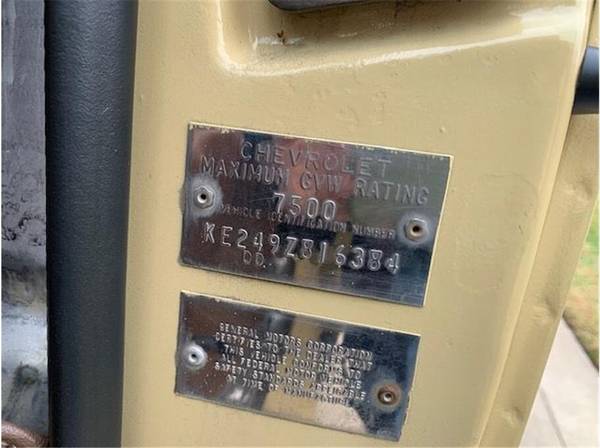 CHEVROLET
MAXIMUM GVW RATING
7500
VEHICLE IDENTIFICATION NUMBER
KE249Z816384
DD.
GENERAL MOTORS CORPORATION
CERTIFIES TO THE DEALER THAT
THIS VEHICLE CONFORMS TO
ALL FEDERAL MOTOR VEHICLE
SAFETY STANDARDS APPLICABLE
AT TIME OF MANUFACTURE